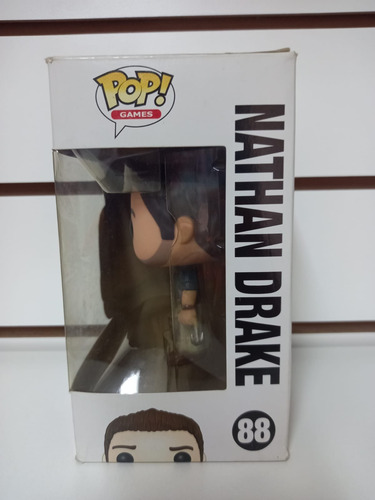 POP!
GAMES
NATHAN DRAKE
88